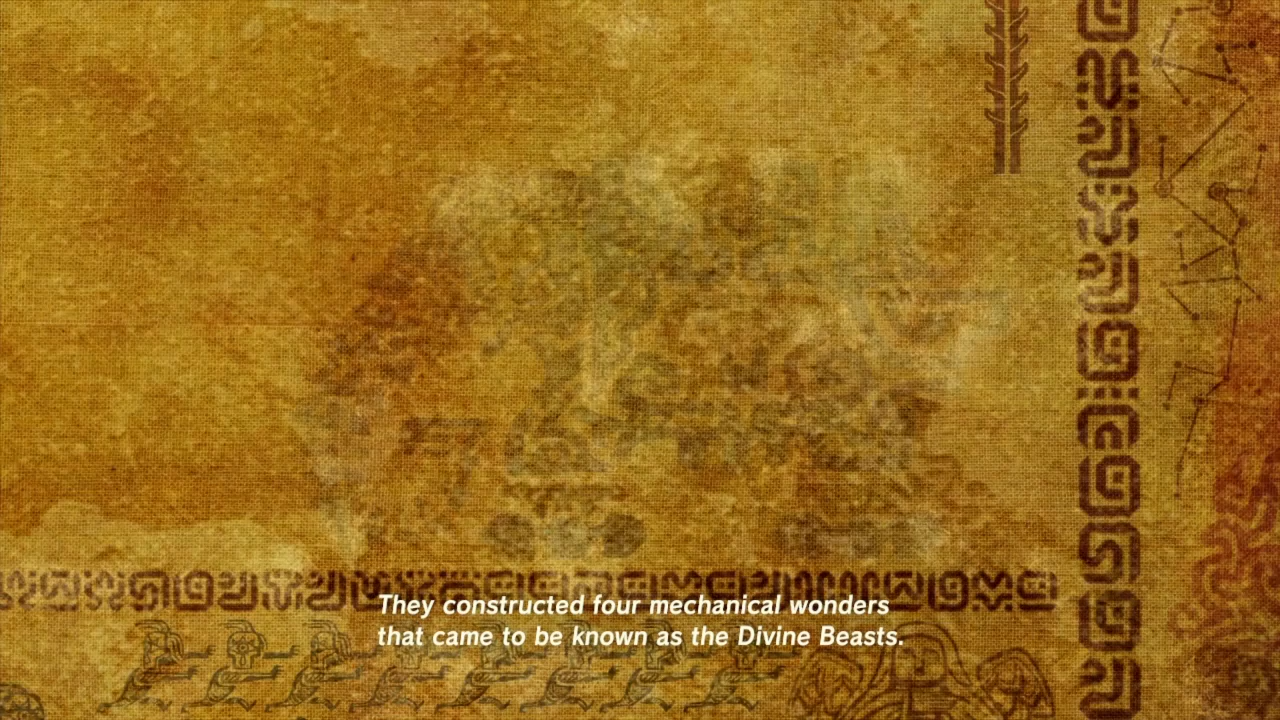 They constructed four mechanical wonders
that came to be known as the Divine Beasts.